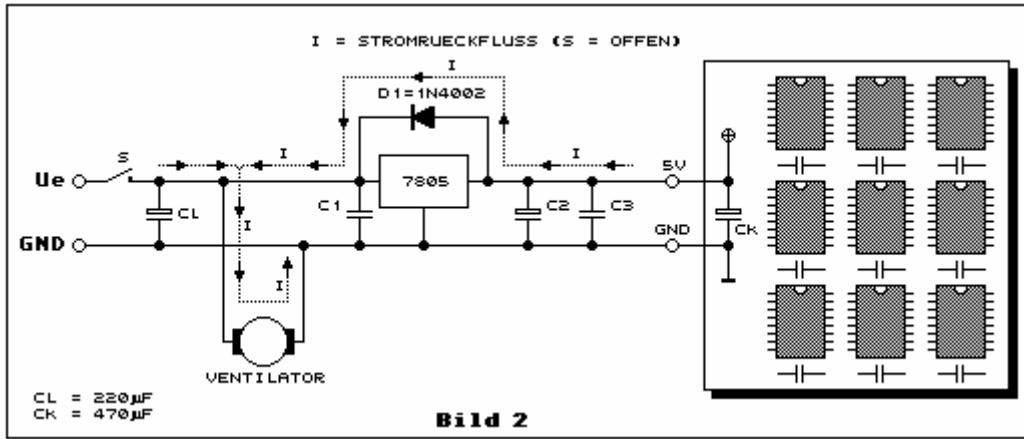 I = STROMRUECKFLUSS (S = OFFEN)
I
D1=1N4002
S
I
I
5V
Ue
7805
CL
C1
C2
C3
I
GND
CK
GND
I
VENTILATOR
CL = 220µF
CK = 470µF
Bild 2